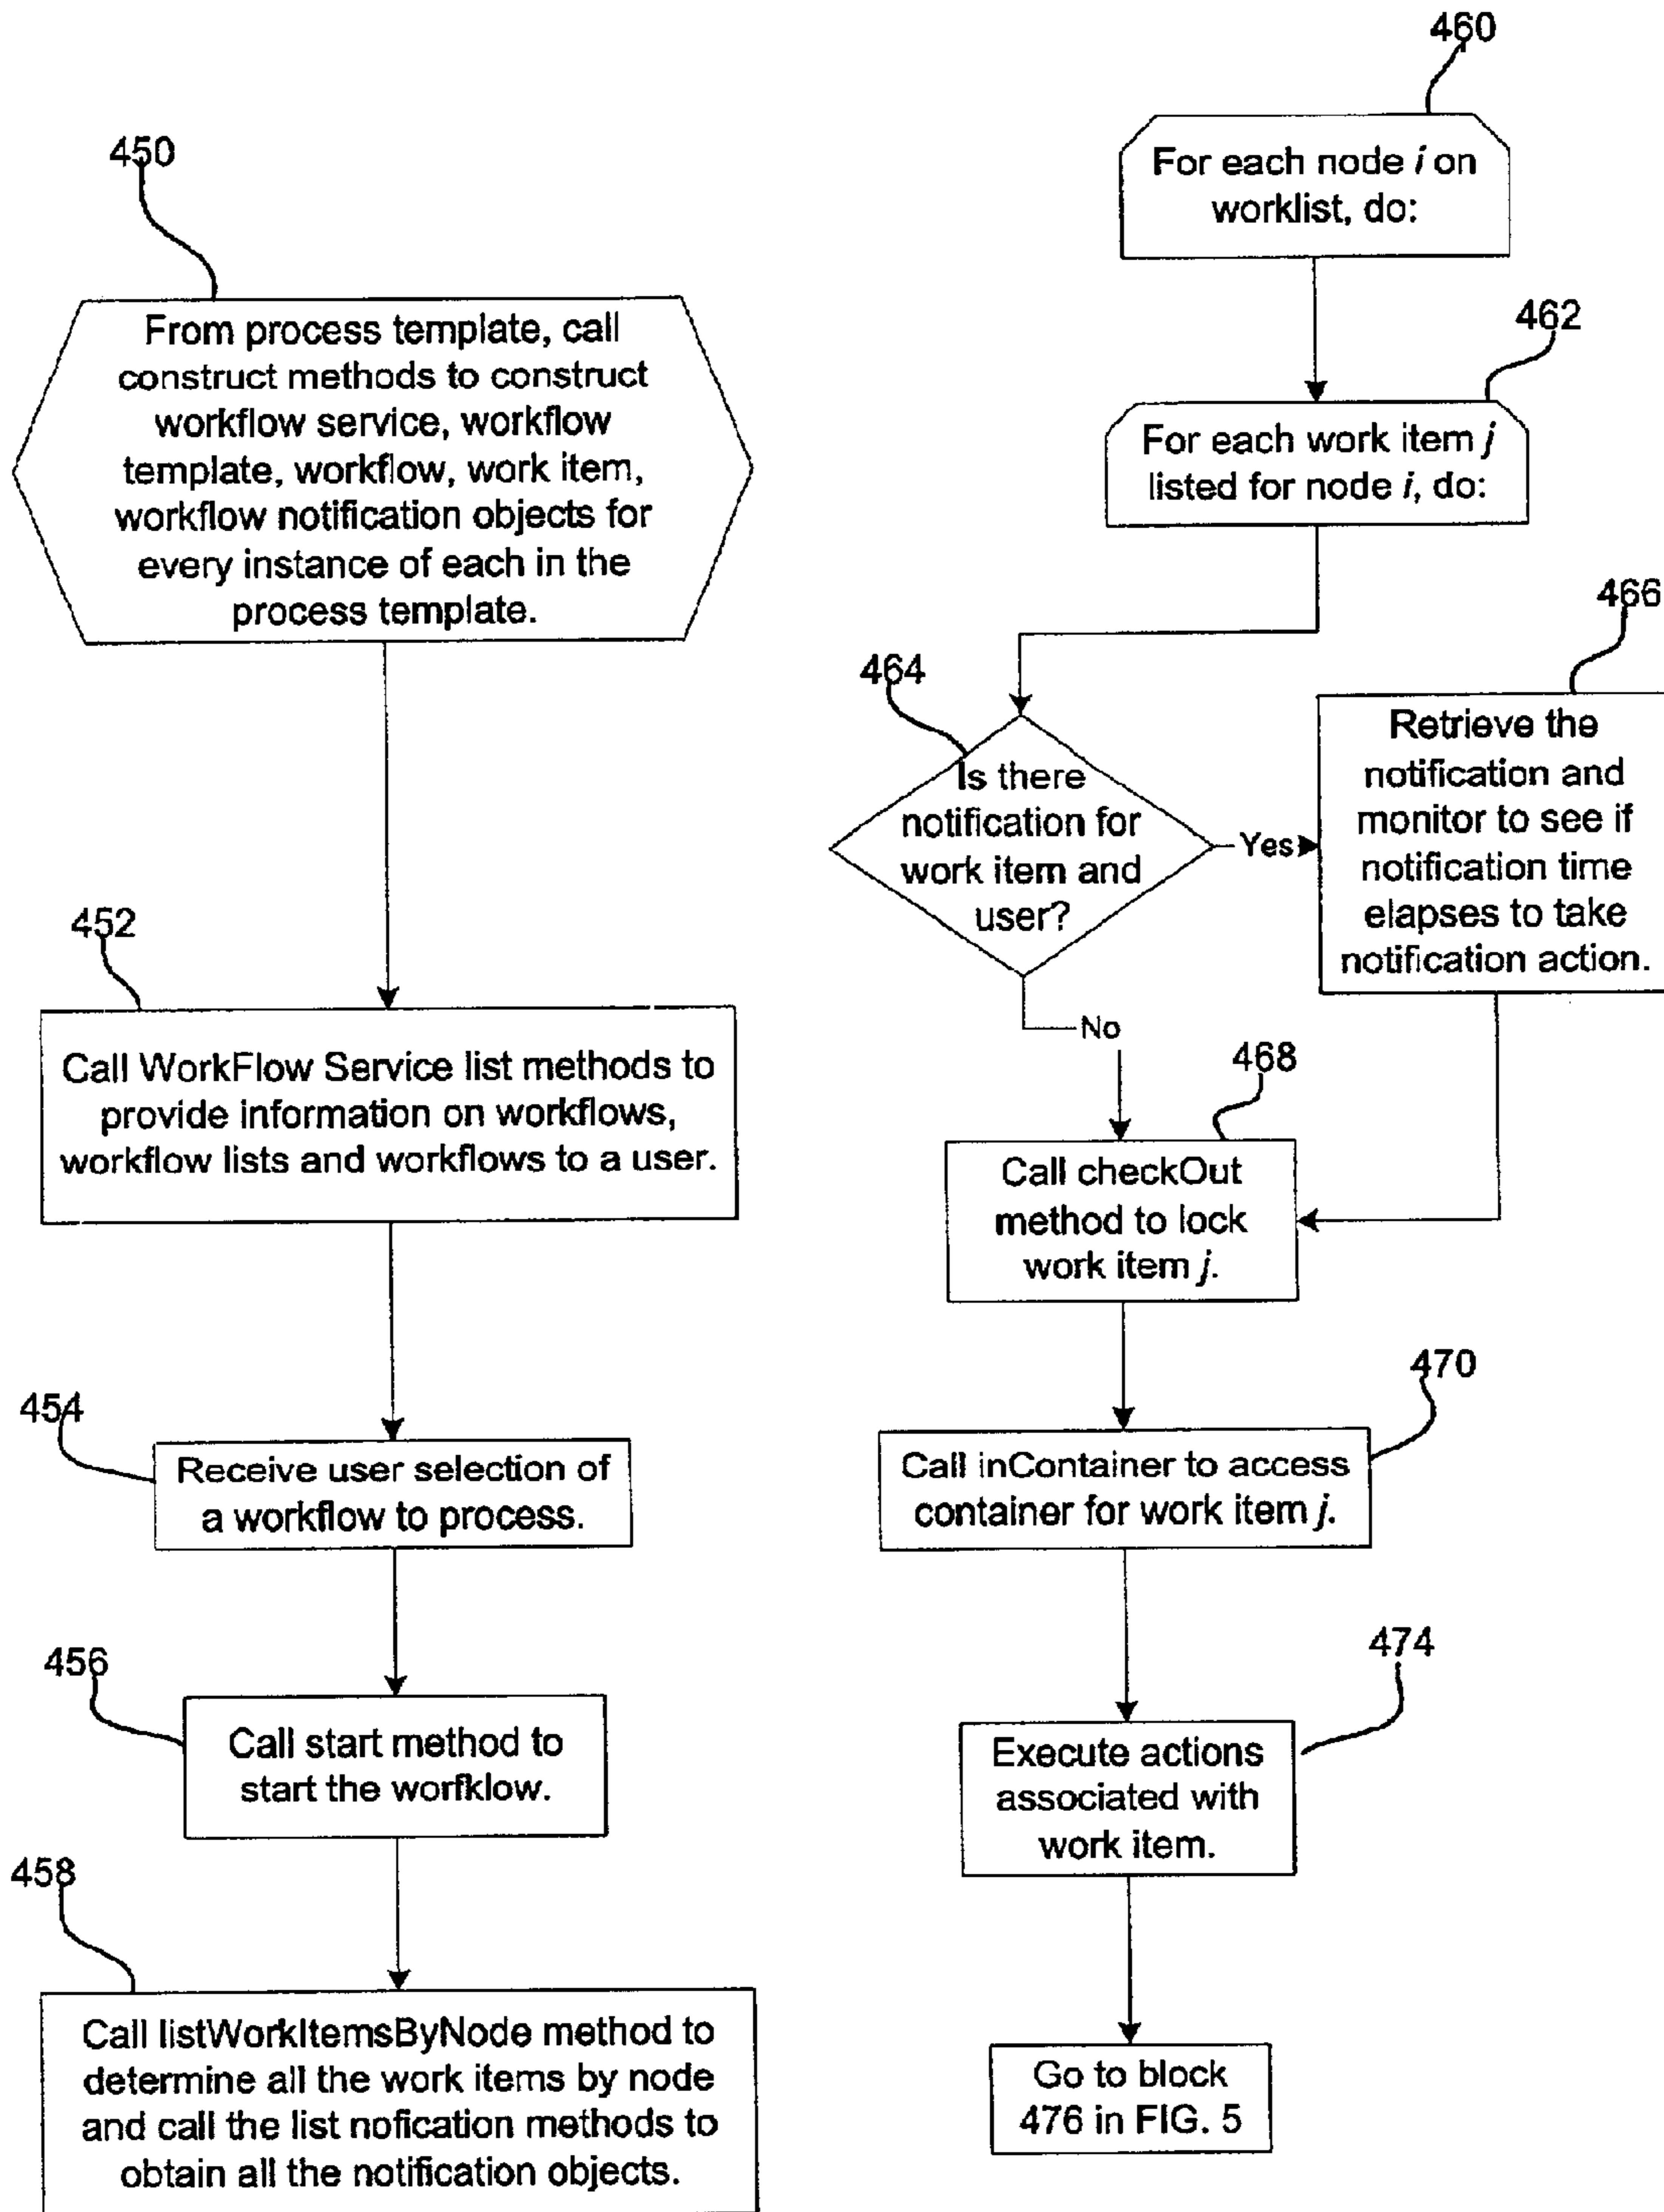 450
From process template, call
construct methods to construct
workflow service, workflow
template, workflow, work item,
workflow notification objects for
every instance of each in the
process template.
452
Call WorkFlow Service list methods to
provide information on workflows,
workflow lists and workflows to a user.
454
Receive user selection of
a workflow to process.
456
Call start method to
start the worfklow.
458
Call listWorkItemsByNode method to
determine all the work items by node
and call the list nofication methods to
obtain all the notification objects.
460
For each node i on
worklist, do:
462
For each work item j
listed for node i, do:
464
Is there
notification for
work item and
user?
Yes
No
466
Retrieve the
notification and
monitor to see if
notification time
elapses to take
notification action.
468
Call checkOut
method to lock
work item j.
470
Call inContainer to access
container for work item j.
474
Execute actions
associated with
work item.
Go to block
476 in FIG. 5